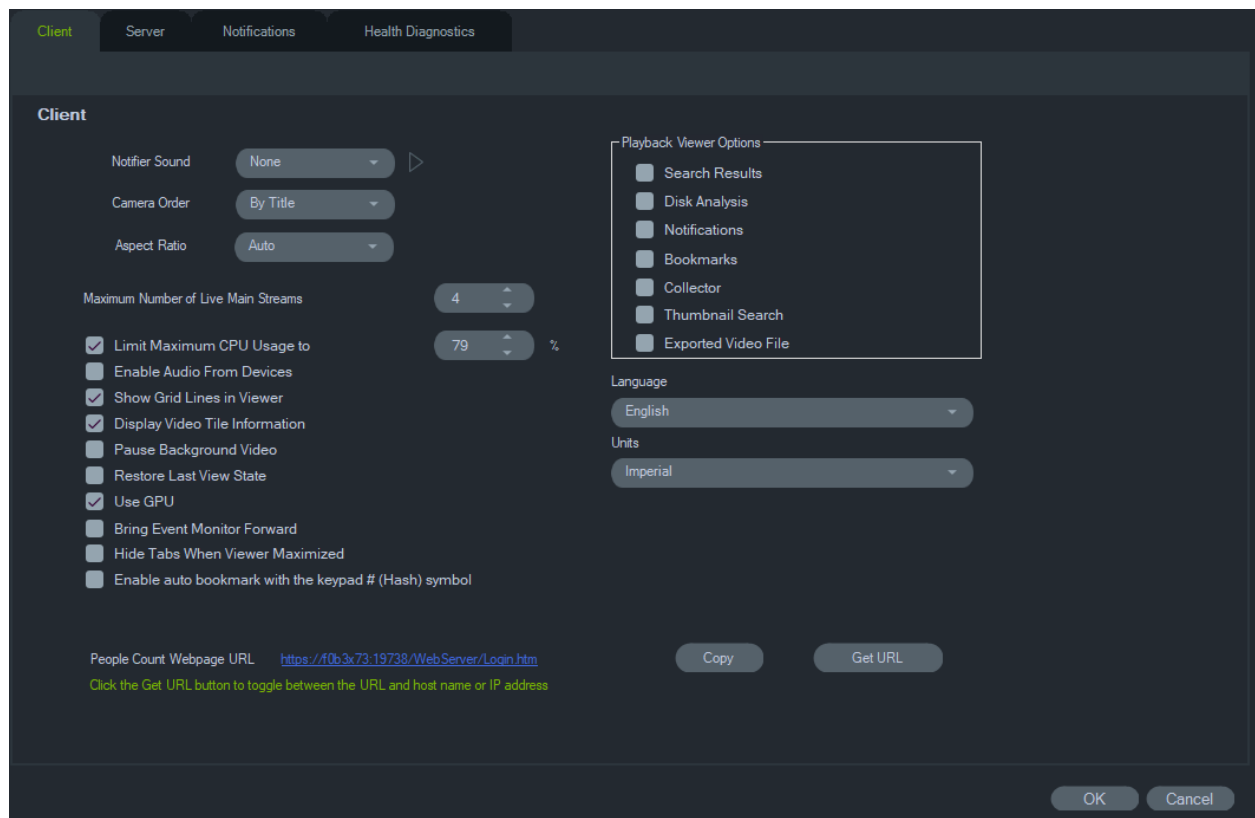 Client Server Notifications Health Diagnostics
Client
Notifier Sound None
Camera Order By Title
Aspect Ratio Auto
Maximum Number of Live Main Streams 4
Limit Maximum CPU Usage to 79 %
Enable Audio From Devices
Show Grid Lines in Viewer
Display Video Tile Information
Pause Background Video
Restore Last View State
Use GPU
Bring Event Monitor Forward
Hide Tabs When Viewer Maximized
Enable auto bookmark with the keypad # (Hash) symbol
Playback Viewer Options
Search Results
Disk Analysis
Notifications
Bookmarks
Collector
Thumbnail Search
Exported Video File
Language
English
Units
Imperial
People Count Webpage URL https://f0b3x73:19738/WebServer/Login.htm Copy Get URL
Click the Get URL button to toggle between the URL and host name or IP address
OK Cancel